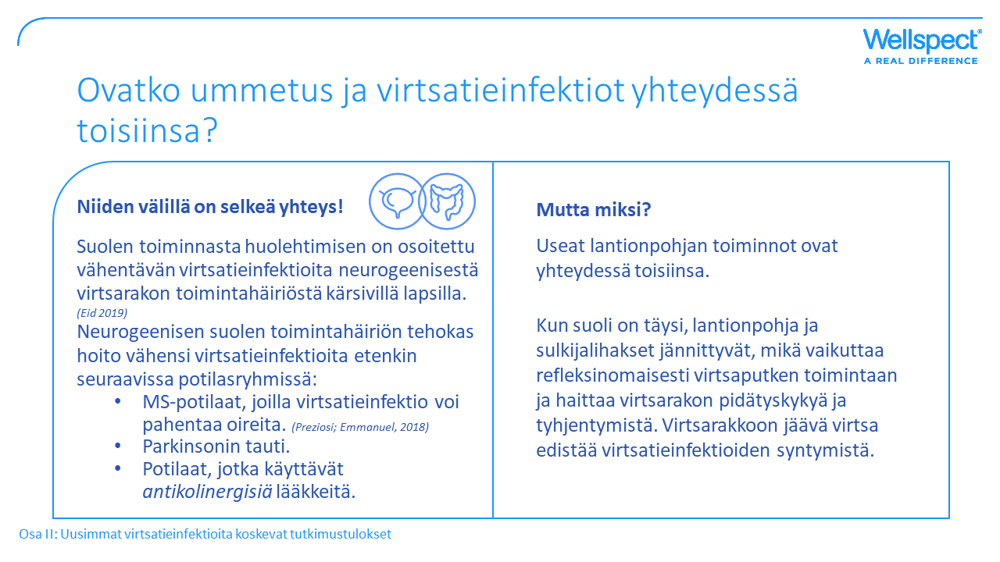 Wellspect®
A REAL DIFFERENCE
Ovatko ummetus ja virtsatieinfektiot yhteydessä
toisiinsa?
Niiden välillä on selkeä yhteys!
Suolen toiminnasta huolehtimisen on osoitettu
vähentävän virtsatieinfektioita neurogeenisestä
virtsarakon toimintahäiriöstä kärsivillä lapsilla.
(Eid 2019)
Neurogeenisen suolen toimintahäiriön tehokas
hoito vähensi virtsatieinfektioita etenkin
seuraavissa potilasryhmissä:
• MS-potilaat, joilla virtsatieinfektio voi
pahentaa oireita. (Preziosi; Emmanuel, 2018)
• Parkinsonin tauti.
• Potilaat, jotka käyttävät
antikolinergisiä lääkkeitä.
Mutta miksi?
Useat lantionpohjan toiminnot ovat
yhteydessä toisiinsa.
Kun suoli on täysi, lantionpohja ja
sulkijalihakset jännittyvät, mikä vaikuttaa
refleksinomaisesti virtsaputken toimintaan
ja haittaa virtsarakon pidätyskykyä ja
tyhjentymistä. Virtsarakkoon jäävä virtsa
edistää virtsatieinfektioiden syntymistä.
Osa II: Uusimmat virtsatieinfektioita koskevat tutkimustulokset